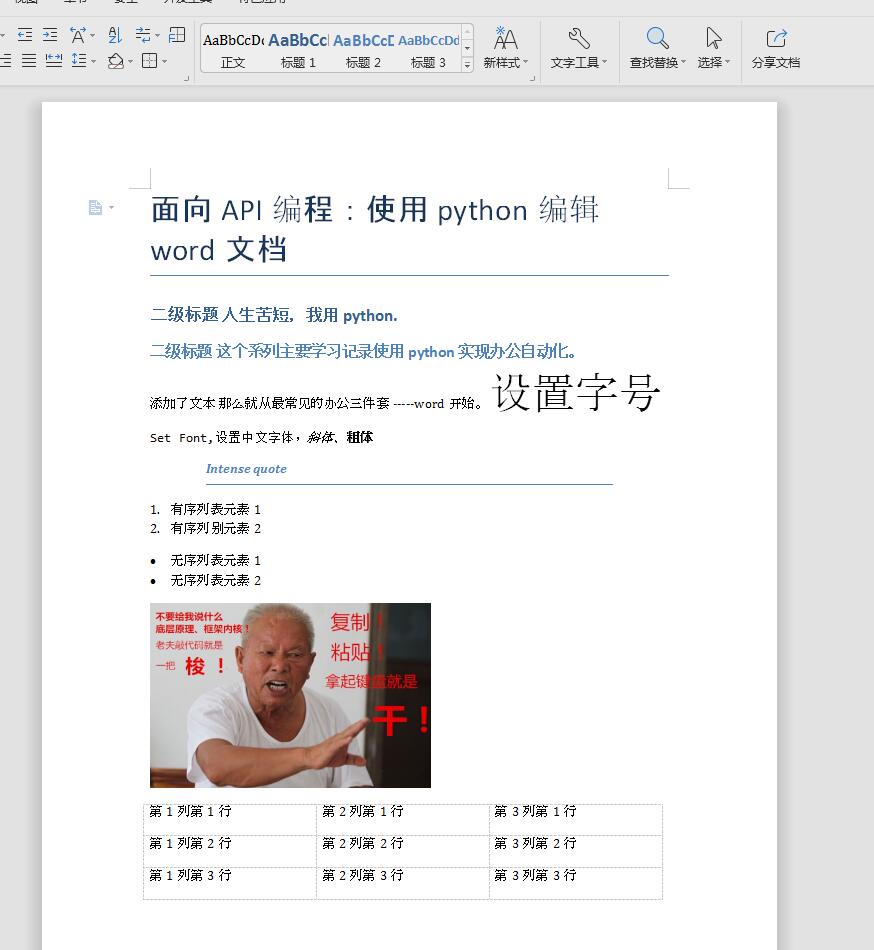 AaBbCcDd AaBbCc AaBbCcD AaBbCcDd
正文 标题 1 标题 2 标题 3 新样式 文字工具 查找替换 选择 分享文档
面向 API 编程：使用 python 编辑
word 文档
二级标题 人生苦短，我用 python.
二级标题 这个系列主要学习记录使用 python 实现办公自动化。
添加了文本 那么就从最常见的办公三件套 -----word 开始。设置字号
Set Font,设置中文字体，斜体、粗体
Intense quote
1. 有序列表元素 1
2. 有序列别元素 2
• 无序列表元素 1
• 无序列表元素 2
不要给我说什么
底层原理、框架内核！
老夫敲代码就是
一把 梭！
复制！
粘贴！
拿起键盘就是
干！
第 1 列第 1 行 第 2 列第 1 行 第 3 列第 1 行
第 1 列第 2 行 第 2 列第 2 行 第 3 列第 2 行
第 1 列第 3 行 第 2 列第 3 行 第 3 列第 3 行